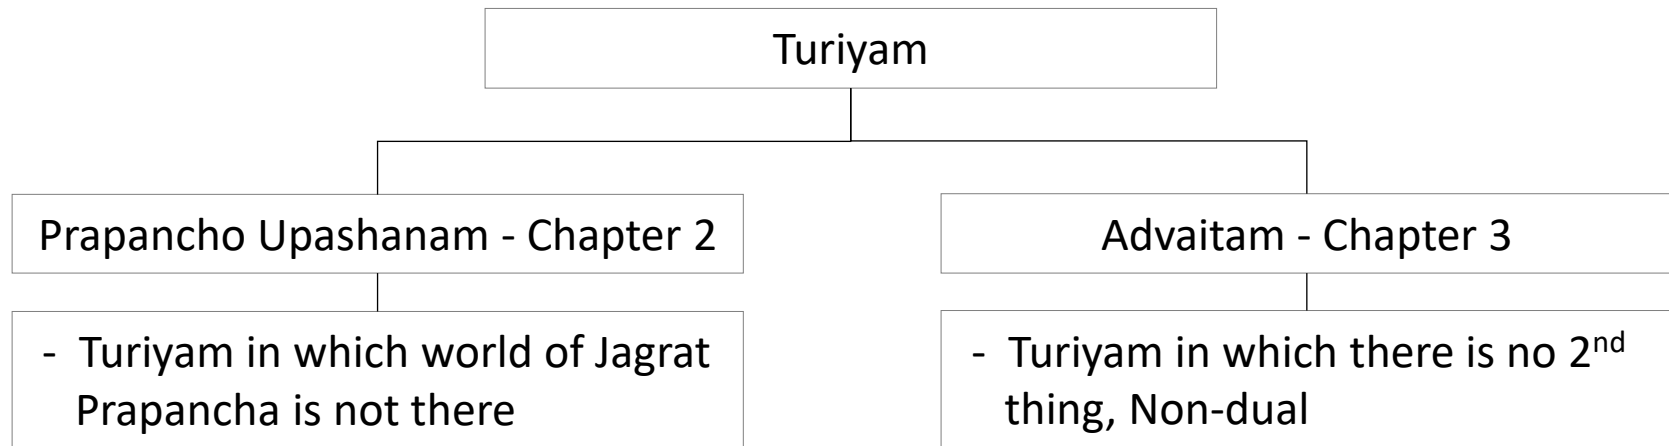 Turiyam
Prapancho Upashanam - Chapter 2
Advaitam - Chapter 3
- Turiyam in which world of Jagrat
Prapancha is not there
- Turiyam in which there is no 2nd
thing, Non-dual